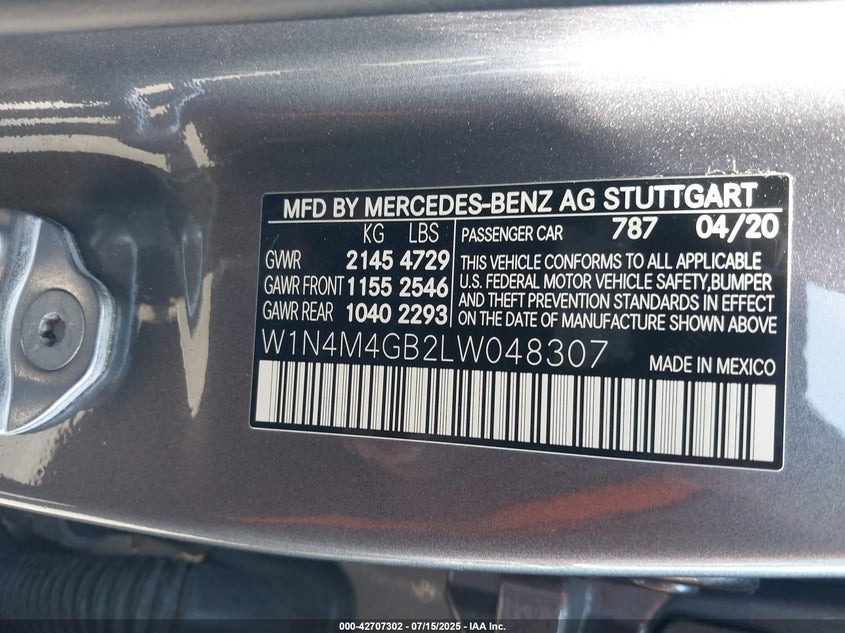 MFD BY MERCEDES-BENZ AG STUTTGART
KG LBS
GVWR 2145 4729
GAWR FRONT 1155 2546
GAWR REAR 1040 2293
PASSENGER CAR 787 04/20
THIS VEHICLE CONFORMS TO ALL APPLICABLE
U.S. FEDERAL MOTOR VEHICLE SAFETY,BUMPER
AND THEFT PREVENTION STANDARDS IN EFFECT
ON THE DATE OF MANUFACTURE SHOWN ABOVE
W1N4M4GB2LW048307
MADE IN MEXICO
000-42707302 - 07/15/2025 - IAA Inc.